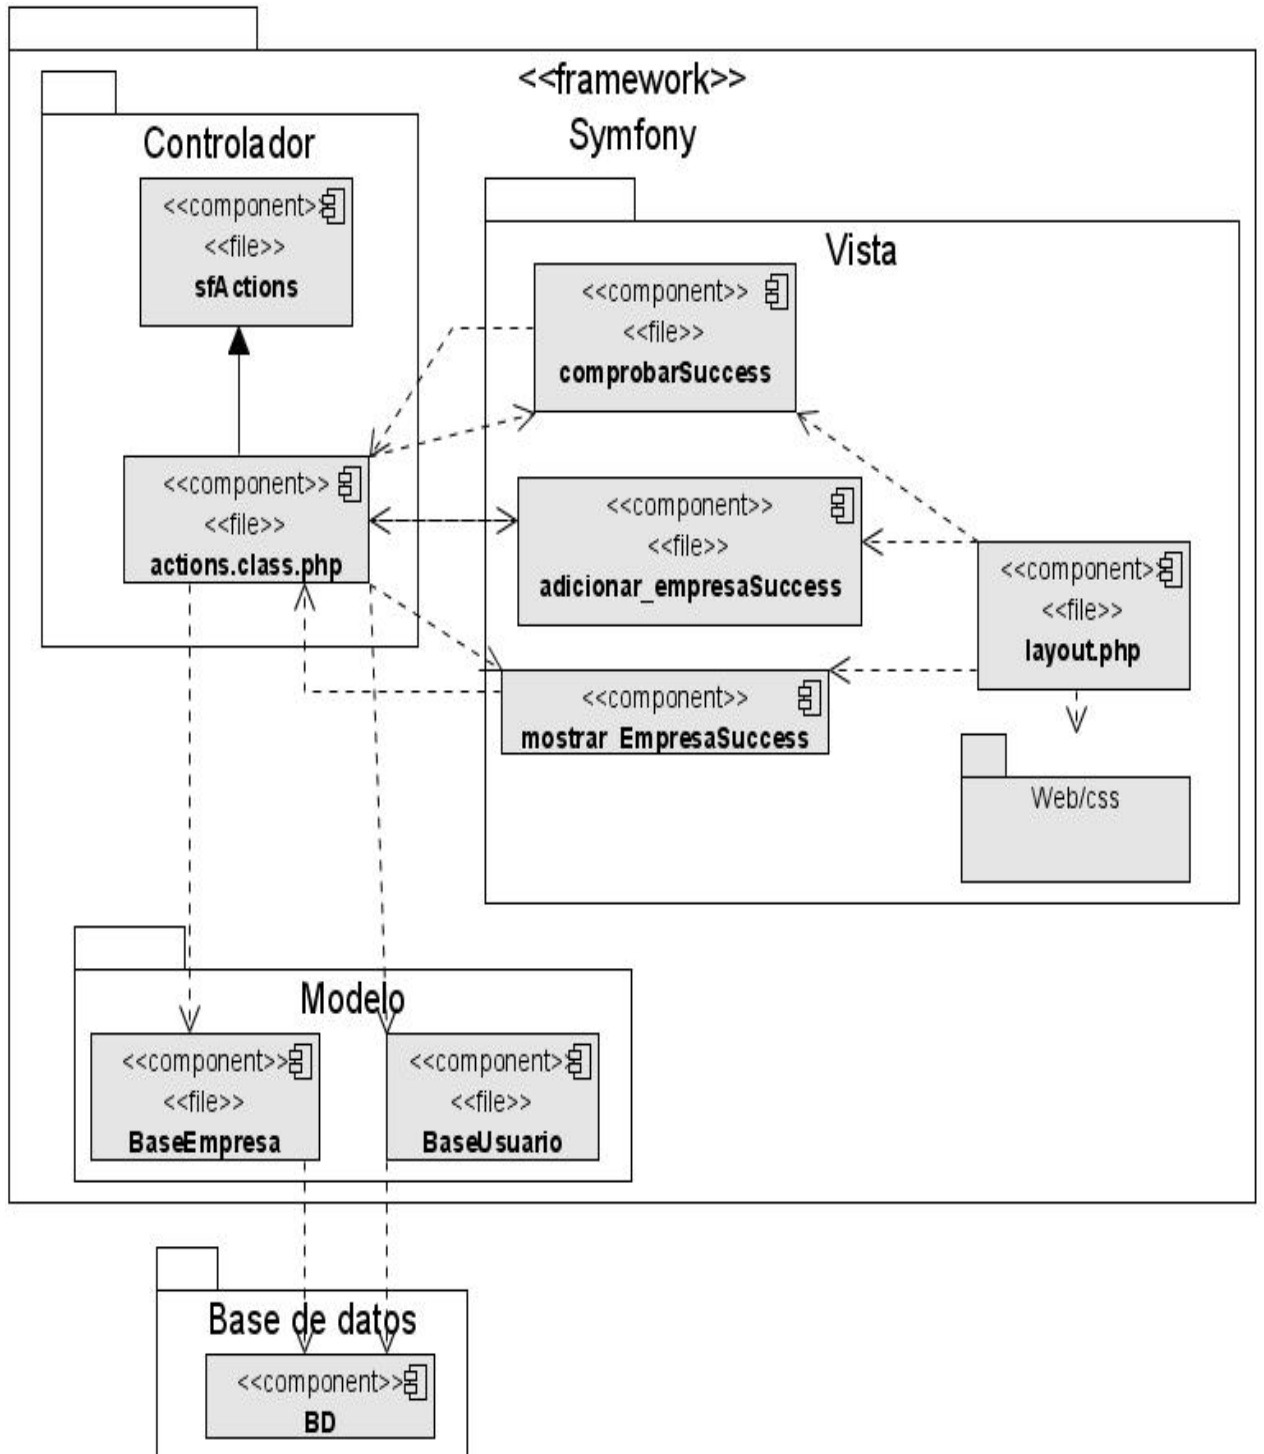 <<framework>>
Symfony
Controlador
<<component>>
<<file>>
sfActions
Vista
<<component>>
<<file>>
comprobarSuccess
<<component>>
<<file>>
actions.class.php
<<component>>
<<file>>
adicionar_empresaSuccess
<<component>>
<<file>>
layout.php
<<component>>
mostrar_EmpresaSuccess
Web/css
Modelo
<<component>>
<<file>>
BaseEmpresa
<<component>>
<<file>>
BaseUsuario
Base de datos
<<component>>
BD